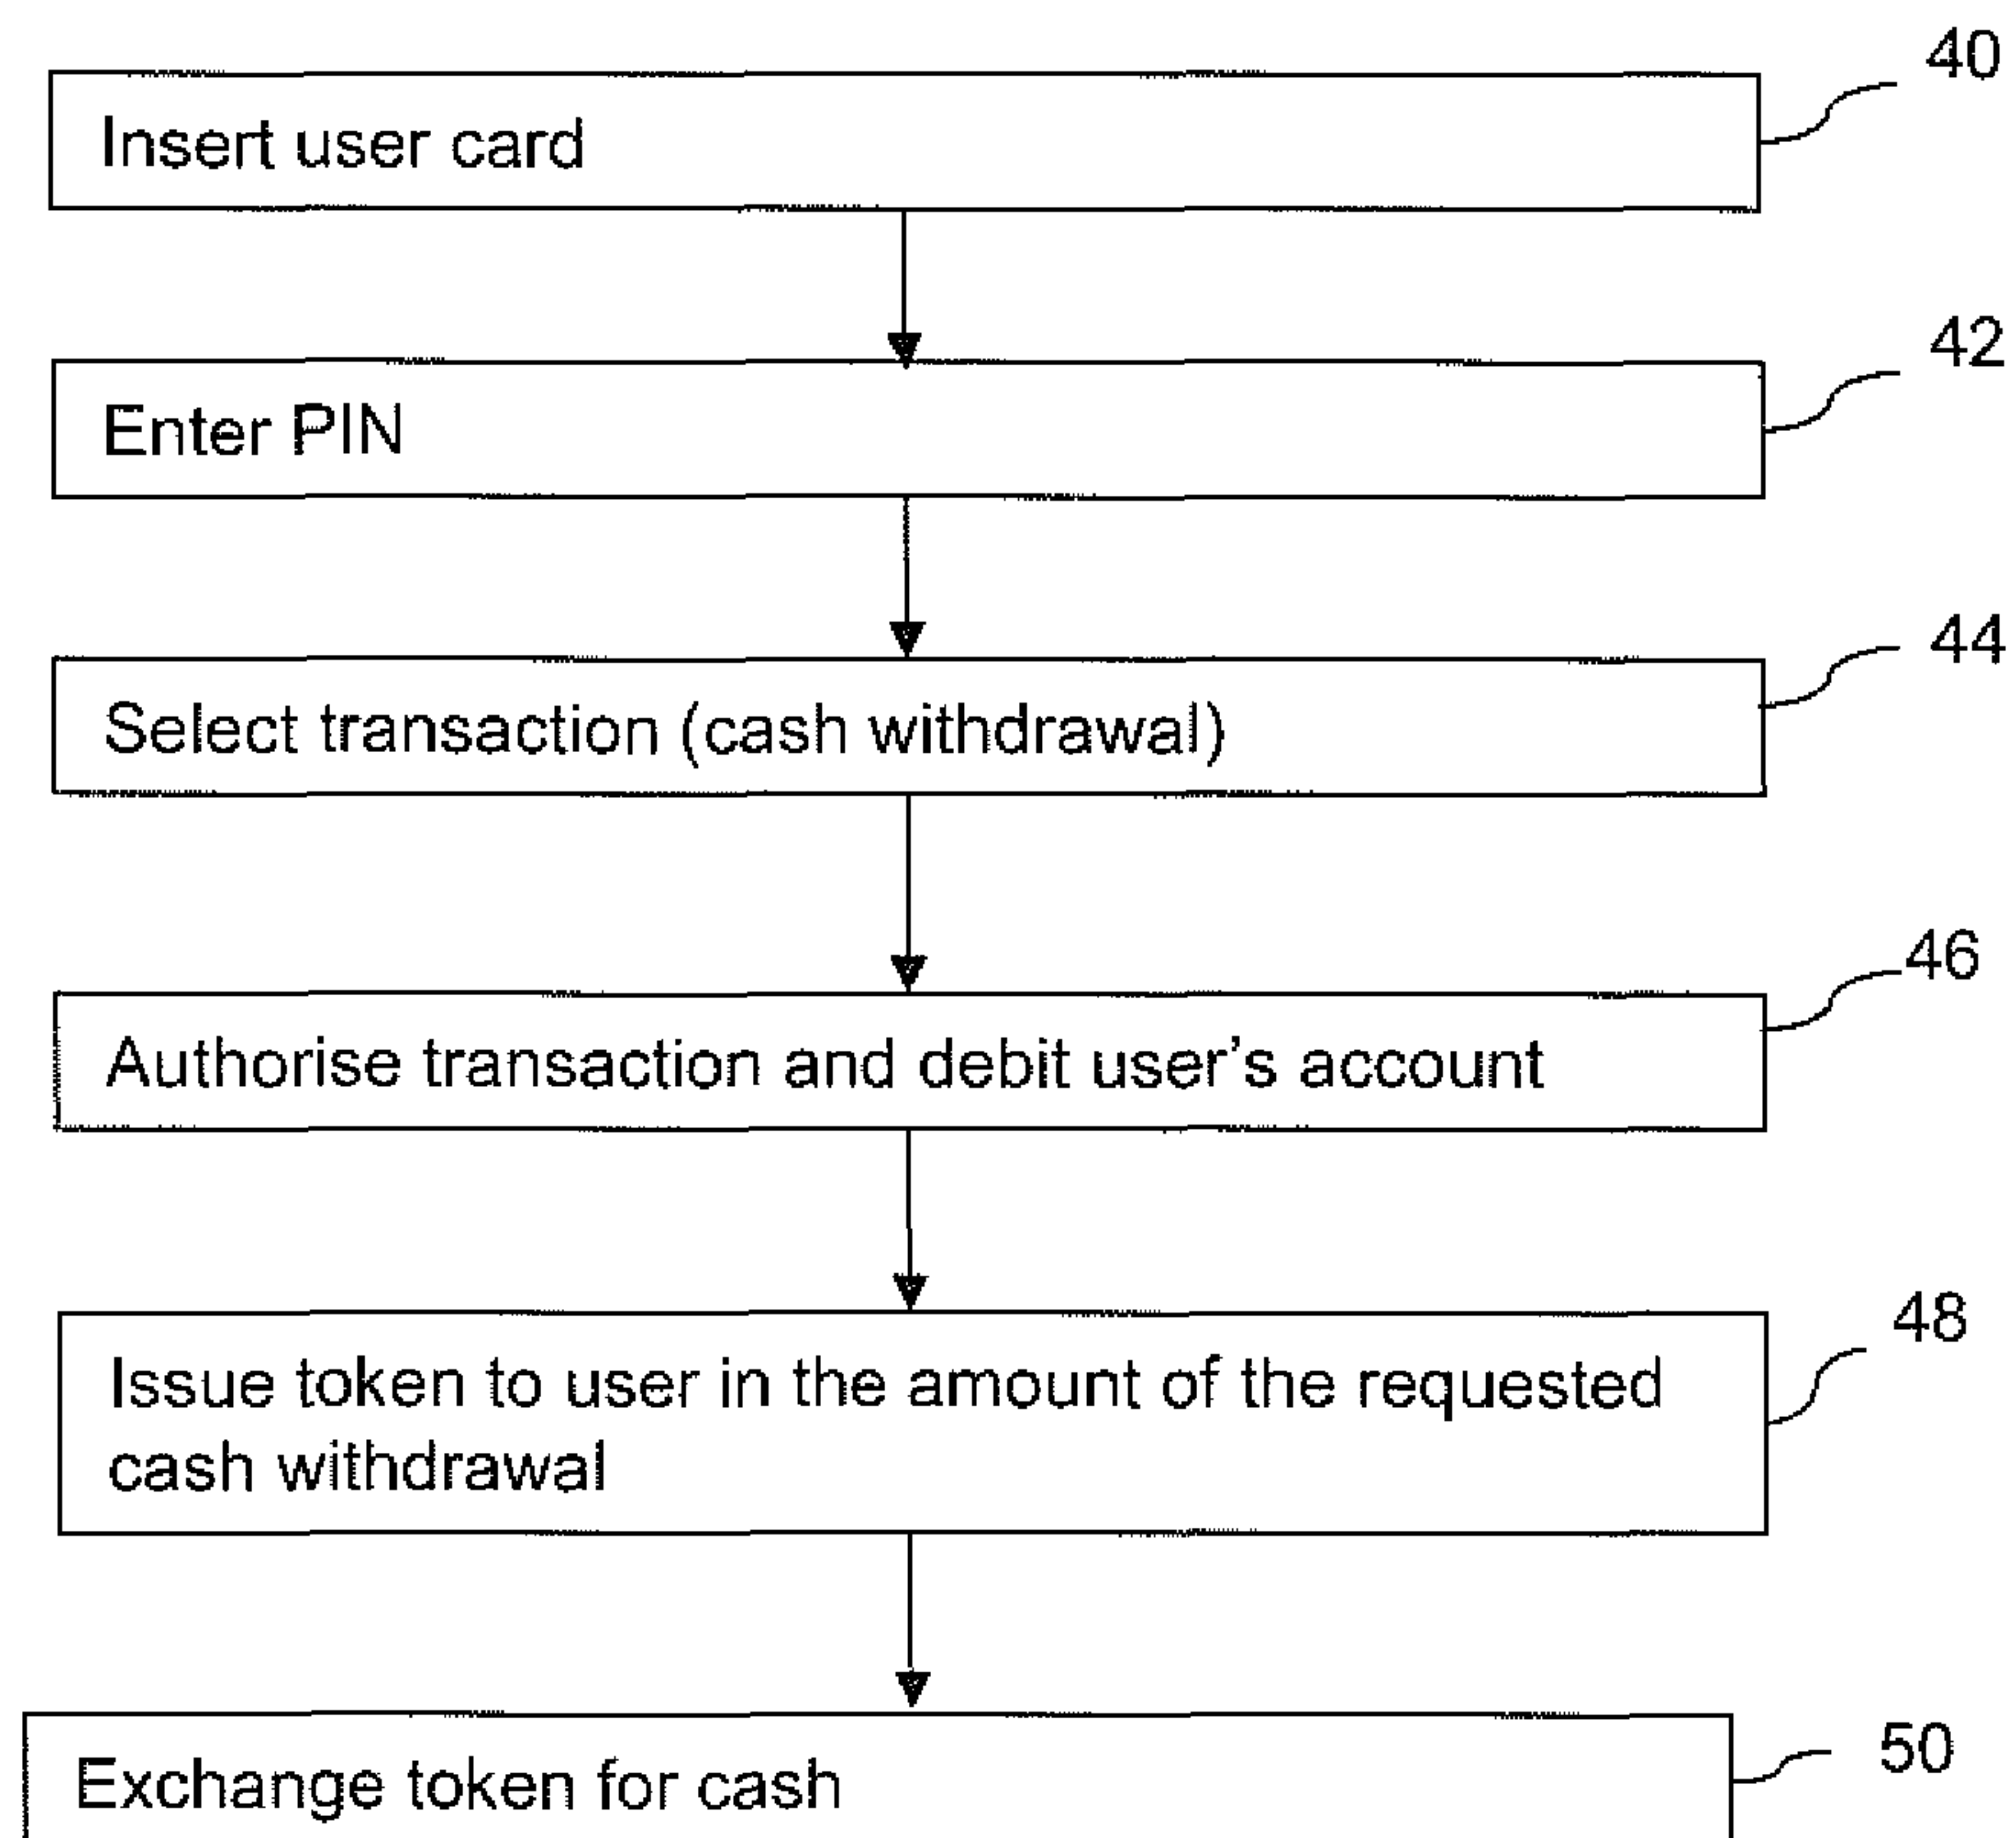 40
Insert user card
42
Enter PIN
44
Select transaction (cash withdrawal)
46
Authorise transaction and debit user's account
48
Issue token to user in the amount of the requested
cash withdrawal
50
Exchange token for cash